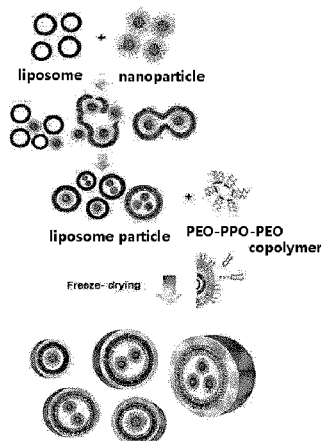 +
liposome nanoparticle
+
liposome particle PEO-PPO-PEO
copolymer
Freeze- drying